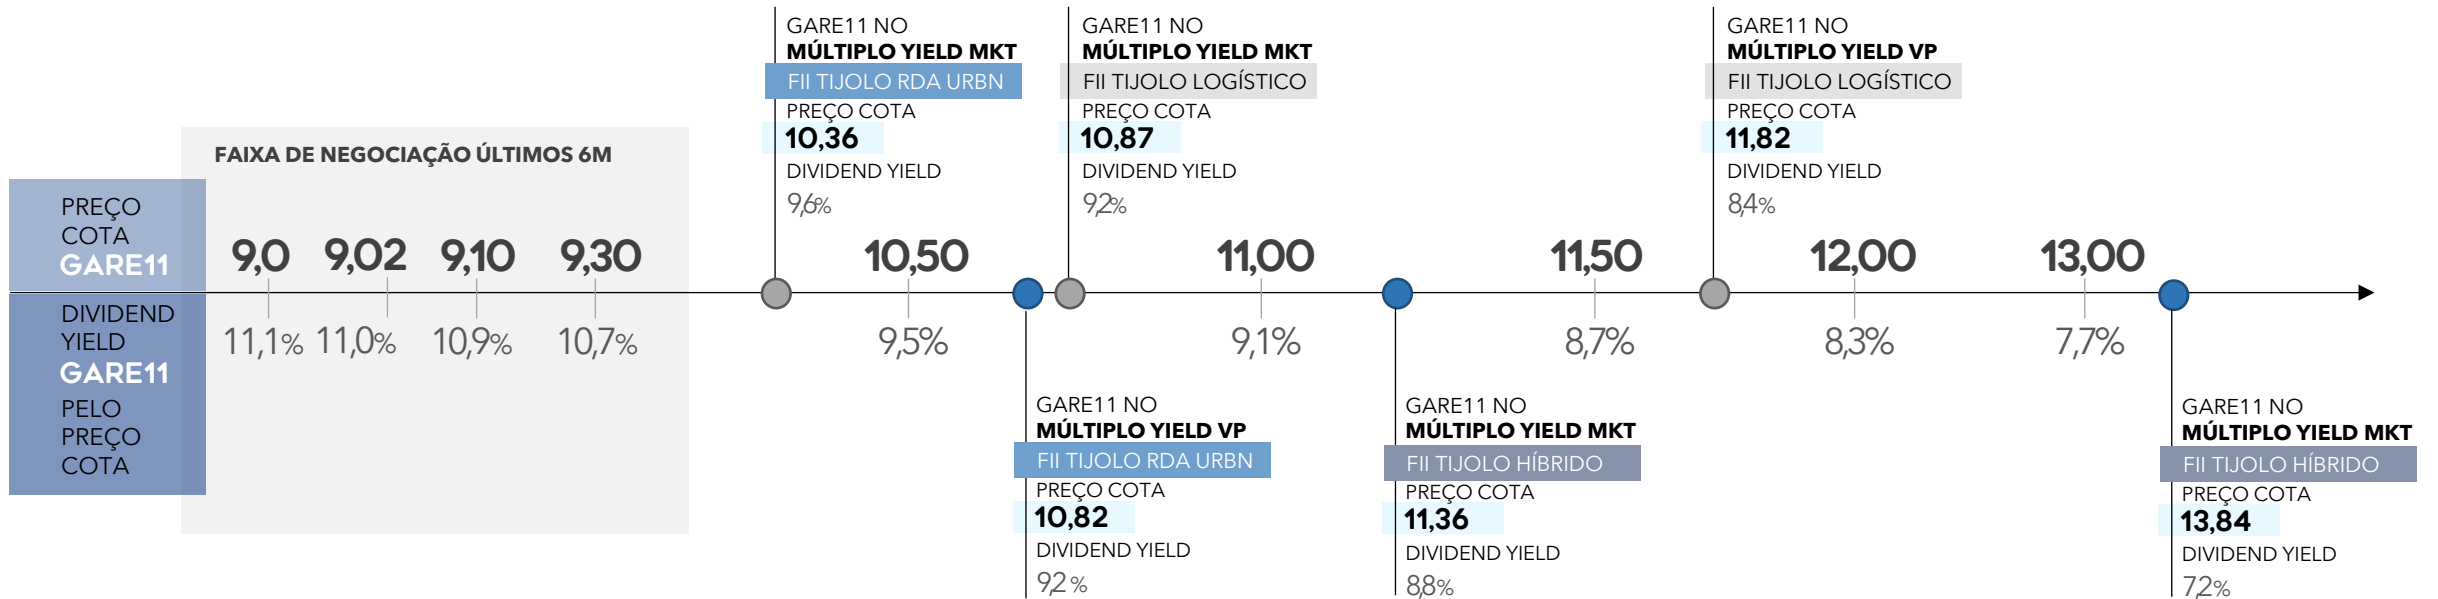 GARE11 NO
MÚLTIPLO YIELD MKT
FII TIJOLO RDA URBN
PREÇO COTA
10,36
DIVIDEND YIELD
9,6%
GARE11 NO
MÚLTIPLO YIELD MKT
FII TIJOLO LOGÍSTICO
PREÇO COTA
10,87
DIVIDEND YIELD
9,2%
GARE11 NO
MÚLTIPLO YIELD VP
FII TIJOLO LOGÍSTICO
PREÇO COTA
11,82
DIVIDEND YIELD
8,4%
FAIXA DE NEGOCIAÇÃO ÚLTIMOS 6M
PREÇO
COTA
GARE11
9,0 9,02 9,10 9,30 10,50 11,00 11,50 12,00 13,00
DIVIDEND
YIELD
GARE11
PELO
PREÇO
COTA
11,1% 11,0% 10,9% 10,7% 9,5% 9,1% 8,7% 8,3% 7,7%
GARE11 NO
MÚLTIPLO YIELD VP
FII TIJOLO RDA URBN
PREÇO COTA
10,82
DIVIDEND YIELD
9,2 %
GARE11 NO
MÚLTIPLO YIELD MKT
FII TIJOLO HÍBRIDO
PREÇO COTA
11,36
DIVIDEND YIELD
8,8%
GARE11 NO
MÚLTIPLO YIELD MKT
FII TIJOLO HÍBRIDO
PREÇO COTA
13,84
DIVIDEND YIELD
7,2%